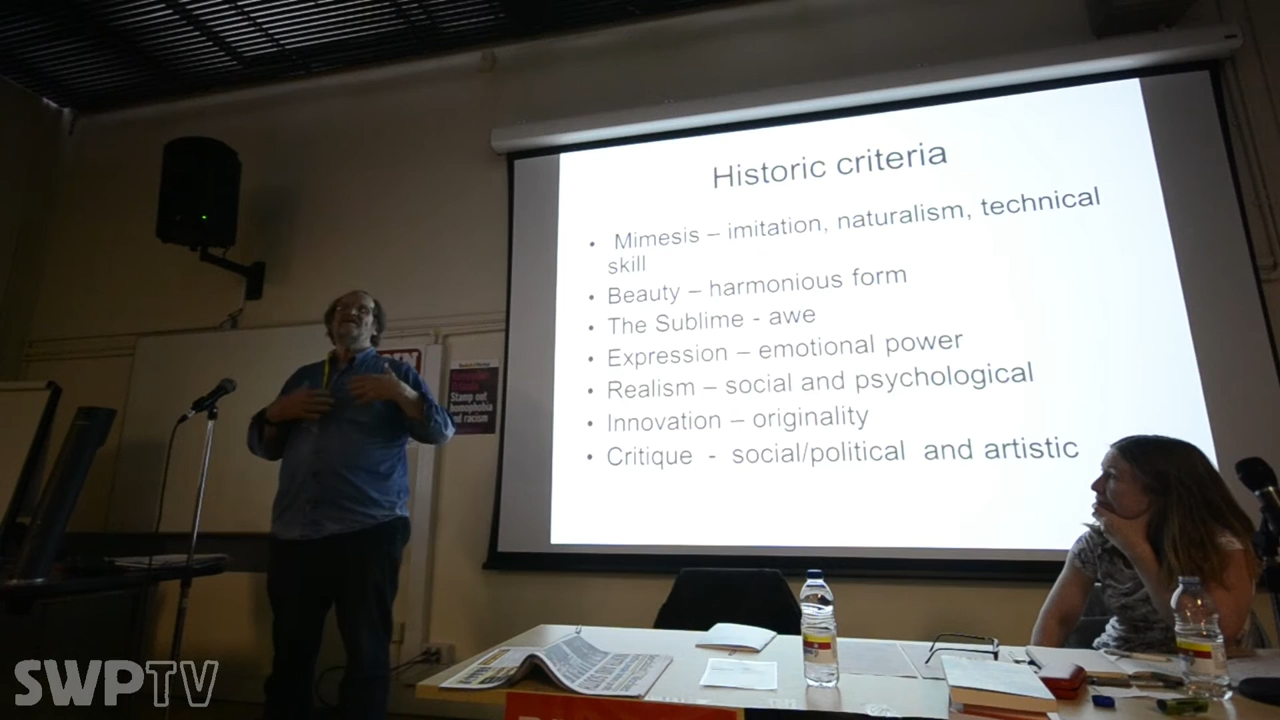 Historic criteria
• Mimesis – imitation, naturalism, technical
skill
• Beauty – harmonious form
• The Sublime - awe
• Expression – emotional power
• Realism – social and psychological
• Innovation – originality
• Critique - social/political and artistic
Stamp out
and racism
SWPTV